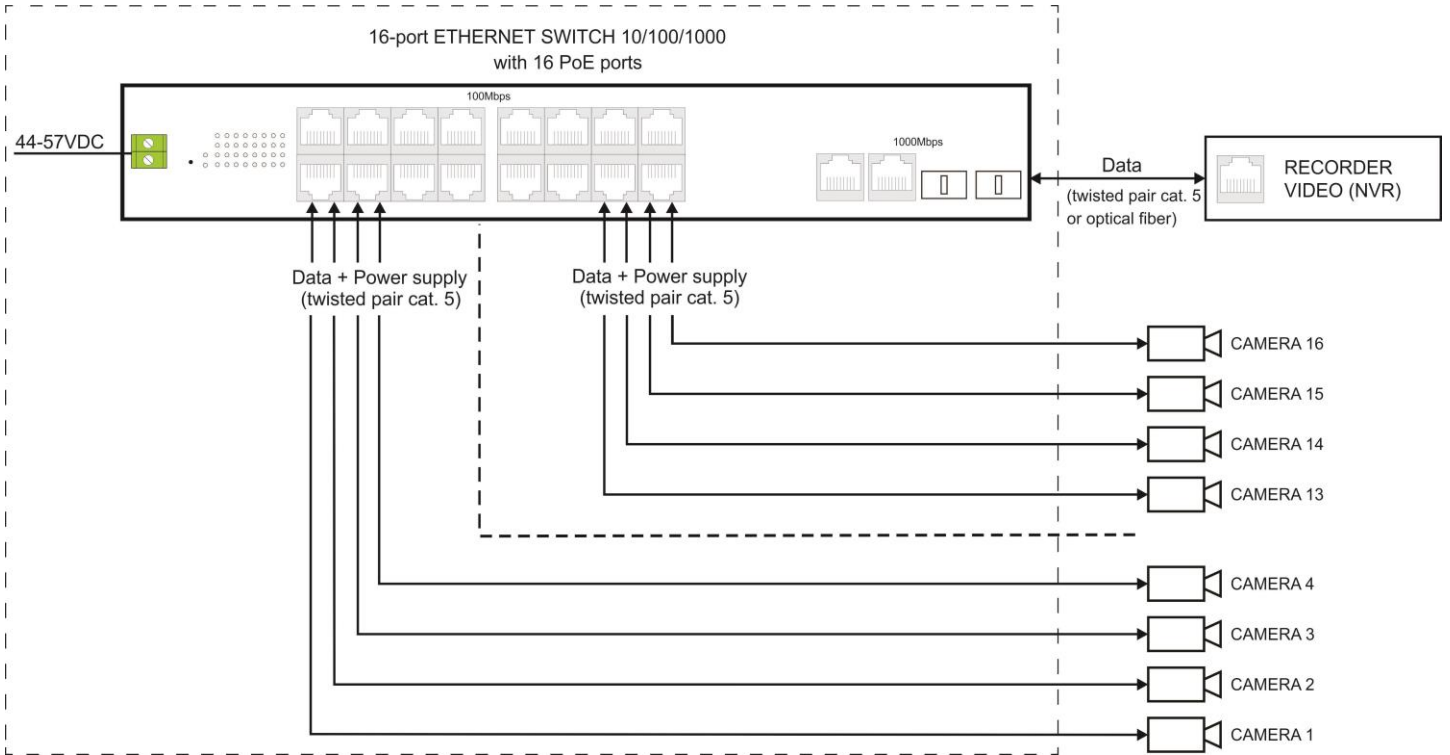 16-port ETHERNET SWITCH 10/100/1000
with 16 PoE ports
100Mbps
44-57VDC
1000Mbps
Data
(twisted pair cat. 5
or optical fiber)
RECORDER
VIDEO (NVR)
Data + Power supply
(twisted pair cat. 5)
Data + Power supply
(twisted pair cat. 5)
CAMERA 16
CAMERA 15
CAMERA 14
CAMERA 13
CAMERA 4
CAMERA 3
CAMERA 2
CAMERA 1